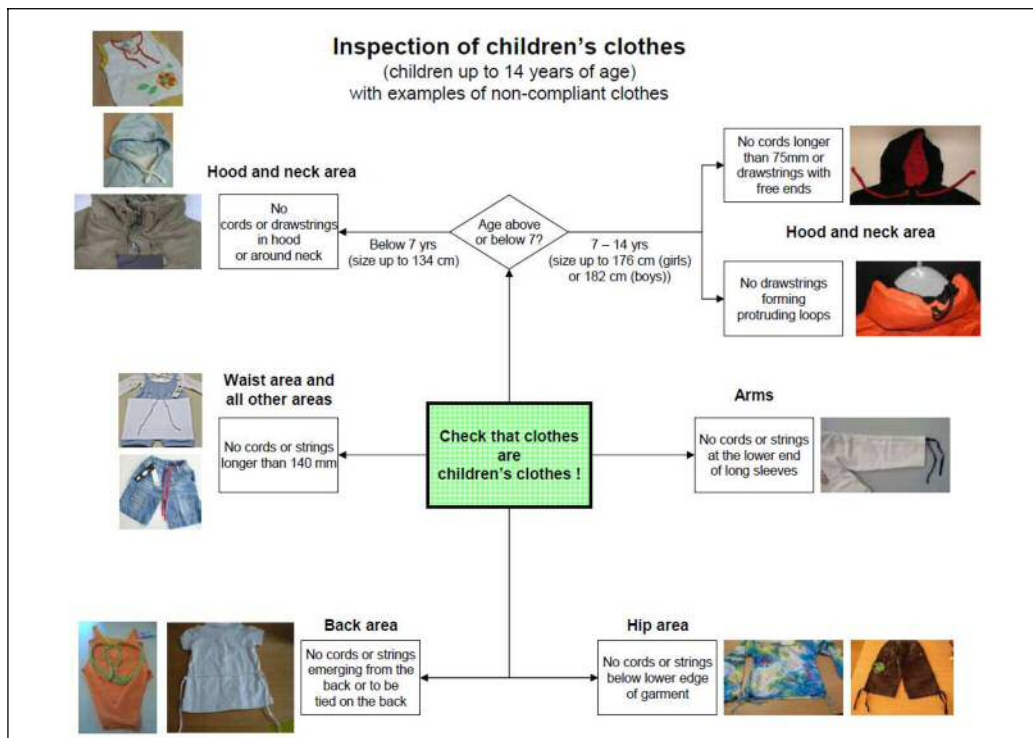 Inspection of children's clothes
(children up to 14 years of age)
with examples of non-compliant clothes
Hood and neck area
No
cords or drawstrings
in hood
or around neck
Below 7 yrs
(size up to 134 cm)
Age above
or below 7?
7 – 14 yrs
(size up to 176 cm (girls)
or 182 cm (boys))
No cords longer
than 75mm or
drawstrings with
free ends
Hood and neck area
No drawstrings
forming
protruding loops
Waist area and
all other areas
No cords or strings
longer than 140 mm
Check that clothes
are
children's clothes !
Arms
No cords or strings
at the lower end
of long sleeves
Back area
No cords or strings
emerging from the
back or to be
tied on the back
Hip area
No cords or strings
below lower edge
of garment